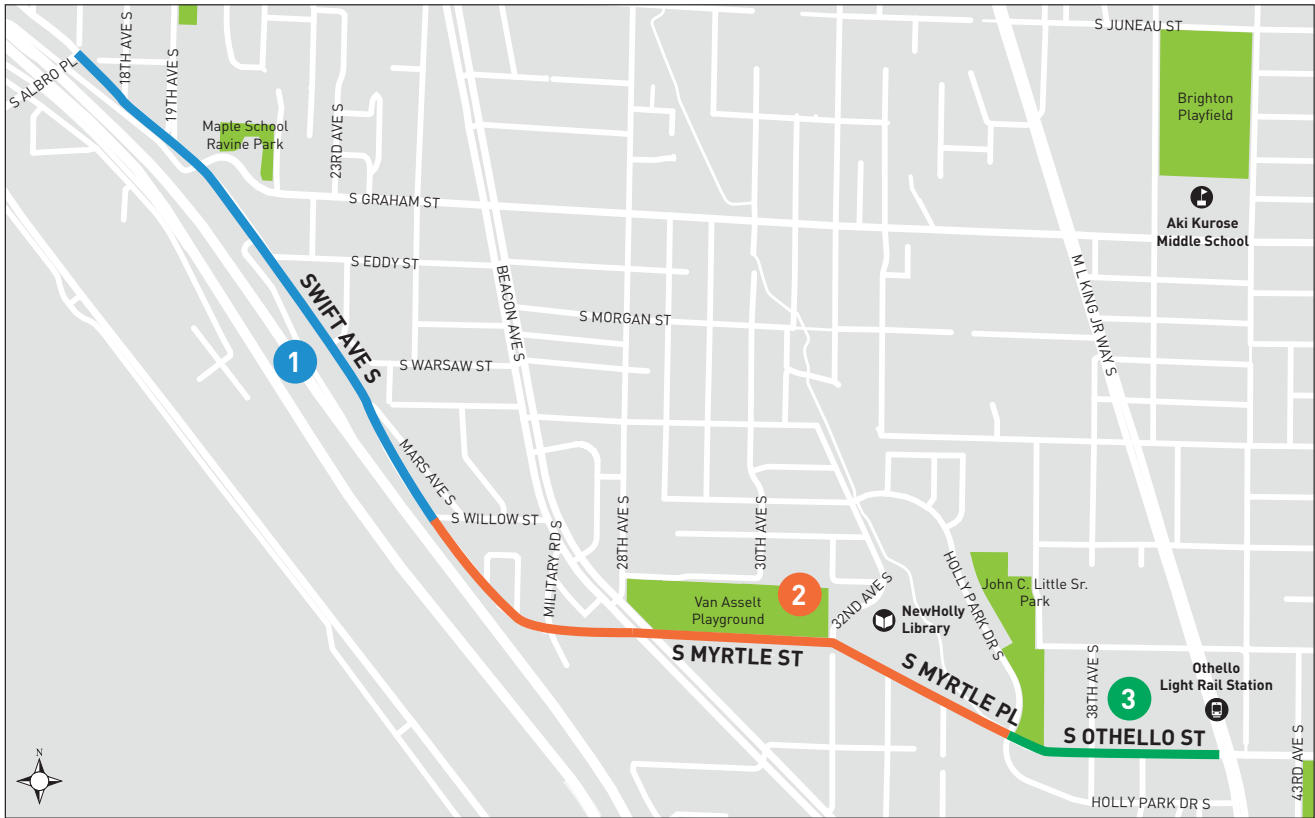 S JUNEAU ST
18TH AVE S
19TH AVE S
S ALBRO PL
Brighton
Playfield
Maple School
Ravine Park
23RD AVE S
S GRAHAM ST
Aki Kurose
Middle School
S EDDY ST
BEACON AVE S
M L KING JR WAY S
SWIFT AVE S
S MORGAN ST
1
S WARSAW ST
MARS AVE S
S WILLOW ST
MILITARY RD S
28TH AVE S
30TH AVE S
2
Van Asselt
Playground
32ND AVE S
NewHolly
Library
HOLLY PARK DR S
John C. Little Sr.
Park
S MYRTLE ST
S MYRTLE PL
38TH AVE S
3
Othello
Light Rail Station
S OTHELLO ST
43RD AVE S
N
HOLLY PARK DR S